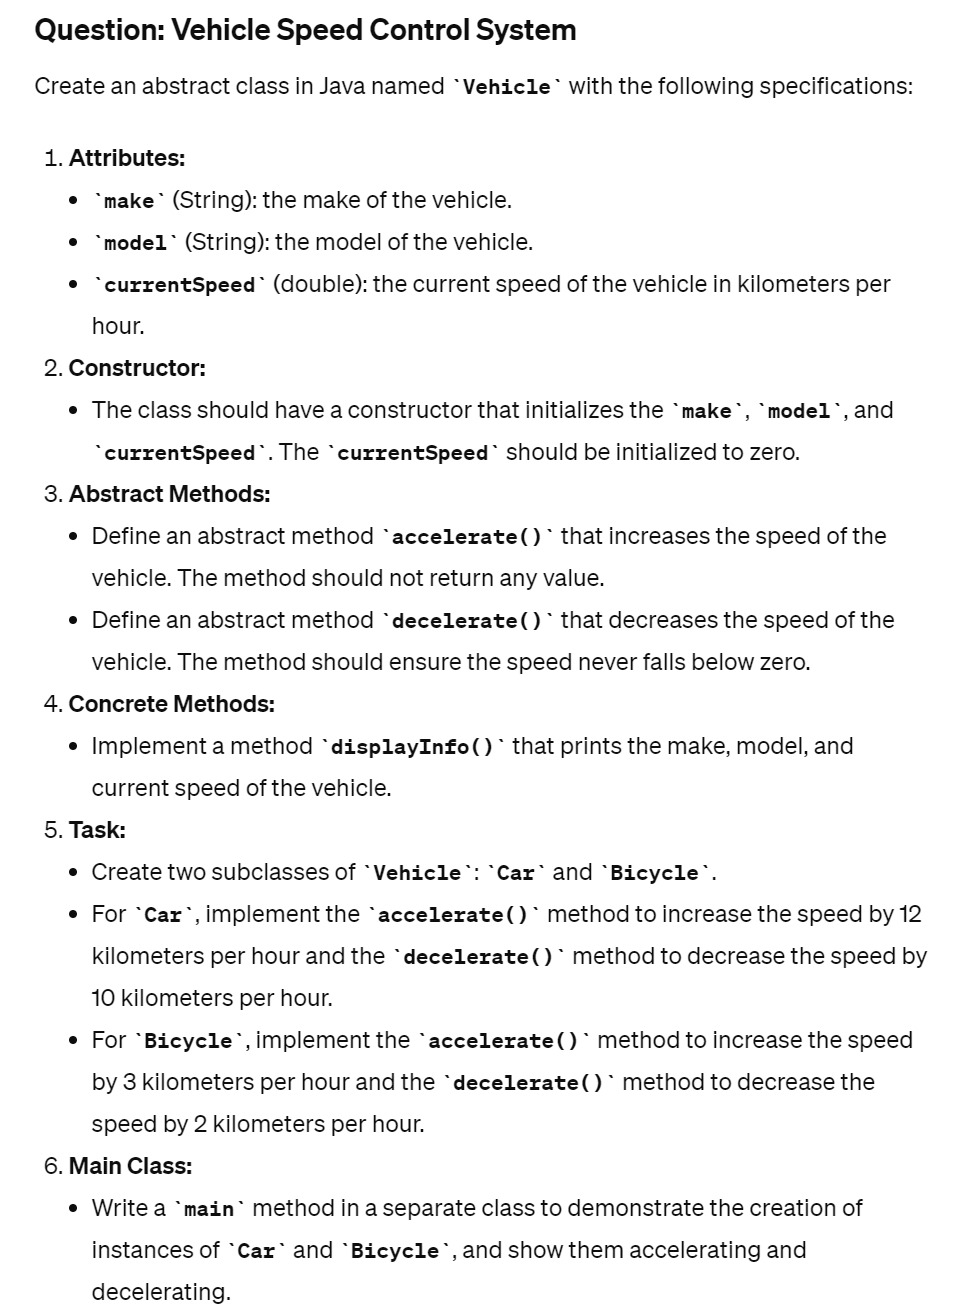 Question: Vehicle Speed Control System
Create an abstract class in Java named `Vehicle` with the following specifications:
1. Attributes:
• `make` (String): the make of the vehicle.
• `model` (String): the model of the vehicle.
• `currentSpeed` (double): the current speed of the vehicle in kilometers per
hour.
2. Constructor:
• The class should have a constructor that initializes the `make`, `model`, and
`currentSpeed`. The `currentSpeed` should be initialized to zero.
3. Abstract Methods:
• Define an abstract method `accelerate()` that increases the speed of the
vehicle. The method should not return any value.
• Define an abstract method `decelerate()` that decreases the speed of the
vehicle. The method should ensure the speed never falls below zero.
4. Concrete Methods:
• Implement a method `displayInfo()` that prints the make, model, and
current speed of the vehicle.
5. Task:
• Create two subclasses of `Vehicle`: `Car` and `Bicycle`.
• For `Car`, implement the `accelerate()` method to increase the speed by 12
kilometers per hour and the `decelerate()` method to decrease the speed by
10 kilometers per hour.
• For `Bicycle`, implement the `accelerate()` method to increase the speed
by 3 kilometers per hour and the `decelerate()` method to decrease the
speed by 2 kilometers per hour.
6. Main Class:
• Write a `main` method in a separate class to demonstrate the creation of
instances of `Car` and `Bicycle`, and show them accelerating and
decelerating.